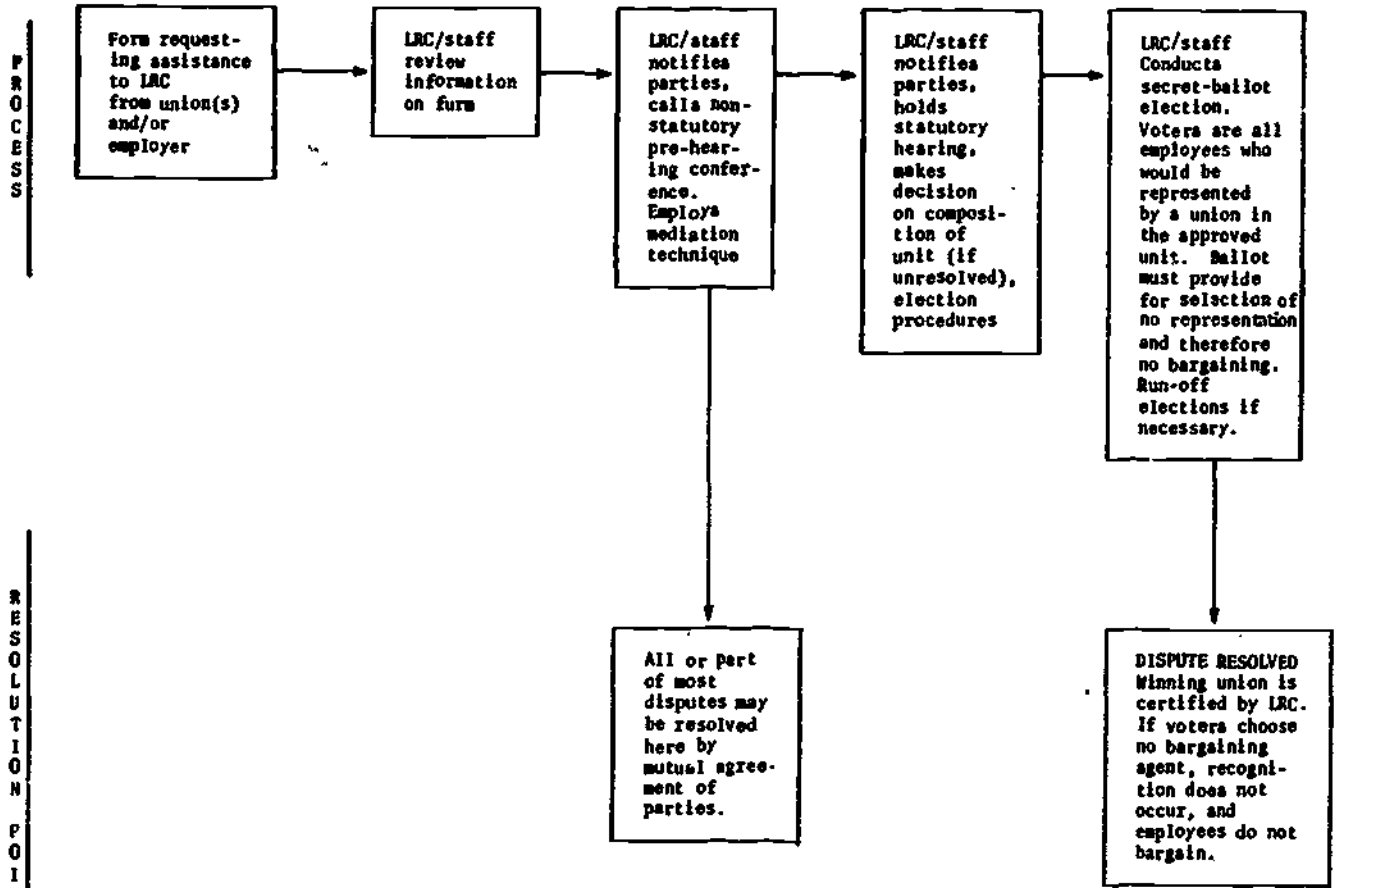 PROCESS
Form request-
ing assistance
to LRC
from union(s)
and/or
employer
LRC/staff
review
information
on form
LRC/staff
notifies
parties,
calls non-
statutory
pre-hear-
ing confer-
ence.
Employs
mediation
technique
LRC/staff
notifies
parties,
holds
statutory
hearing,
makes
decision
on composi-
tion of
unit (if
unresolved),
election
procedures
LRC/staff
Conducts
secret-ballot
election.
Voters are all
employees who
would be
represented
by a union in
the approved
unit. Ballot
must provide
for selection of
no representation
and therefore
no bargaining.
Run-off
elections if
necessary.
RESOLUTION POI
All or part
of most
disputes may
be resolved
here by
mutual agree-
ment of
parties.
DISPUTE RESOLVED
Winning union is
certified by LRC.
If voters choose
no bargaining
agent, recogni-
tion does not
occur, and
employees do not
bargain.